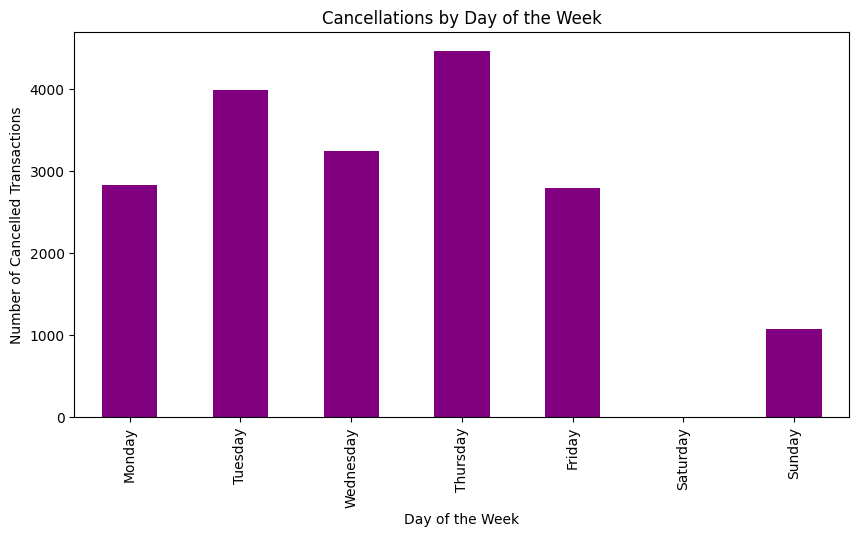 Cancellations by Day of the Week
Number of Cancelled Transactions
4000
3000
2000
1000
0
Monday
Tuesday
Wednesday
Thursday
Friday
Saturday
Sunday
Day of the Week